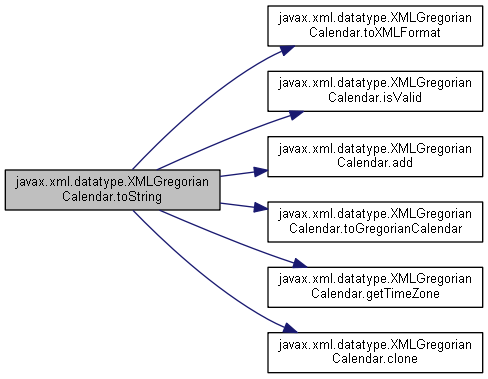 javax.xml.datatype.XMLGregorian
Calendar.toXMLFormat
javax.xml.datatype.XMLGregorian
Calendar.isValid
javax.xml.datatype.XMLGregorian
Calendar.add
javax.xml.datatype.XMLGregorian
Calendar.toString
javax.xml.datatype.XMLGregorian
Calendar.toGregorianCalendar
javax.xml.datatype.XMLGregorian
Calendar.getTimeZone
javax.xml.datatype.XMLGregorian
Calendar.clone